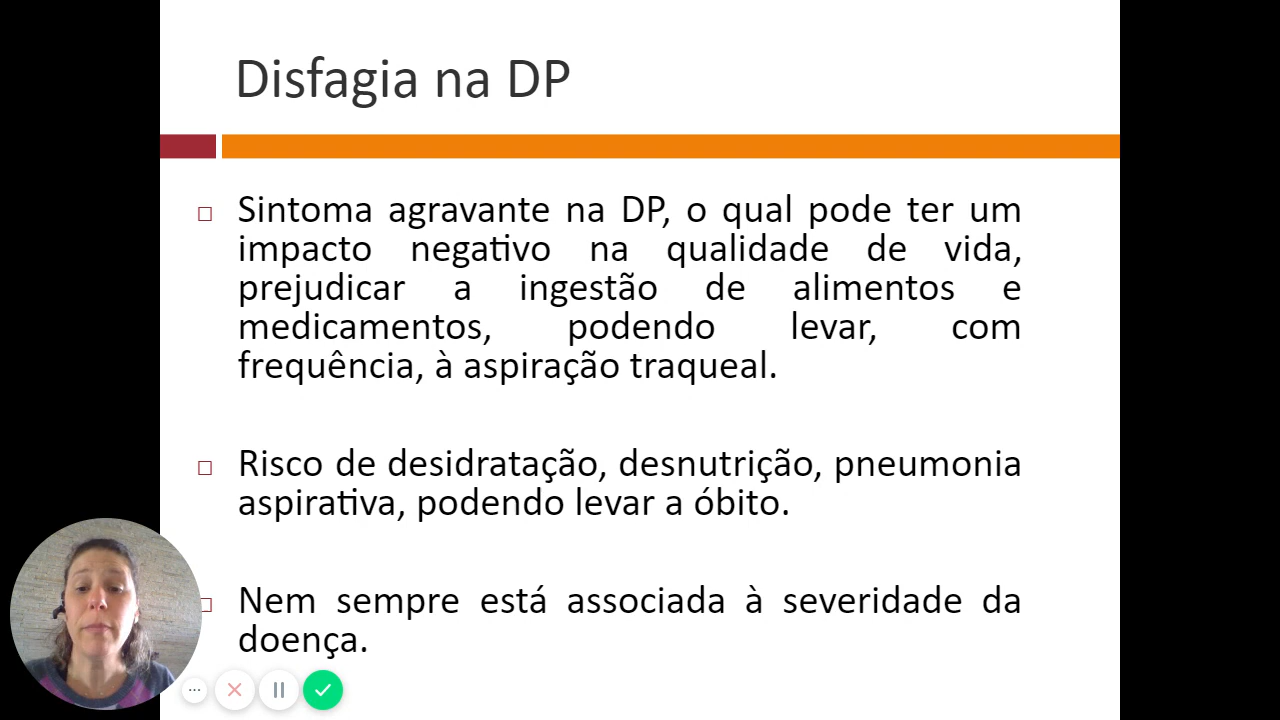 Disfagia na DP
Sintoma agravante na DP, o qual pode ter um
impacto negativo na qualidade de vida,
prejudicar a ingestão de alimentos e
medicamentos, podendo levar, com
frequência, à aspiração traqueal.
Risco de desidratação, desnutrição, pneumonia
aspirativa, podendo levar a óbito.
Nem sempre está associada à severidade da
doença.